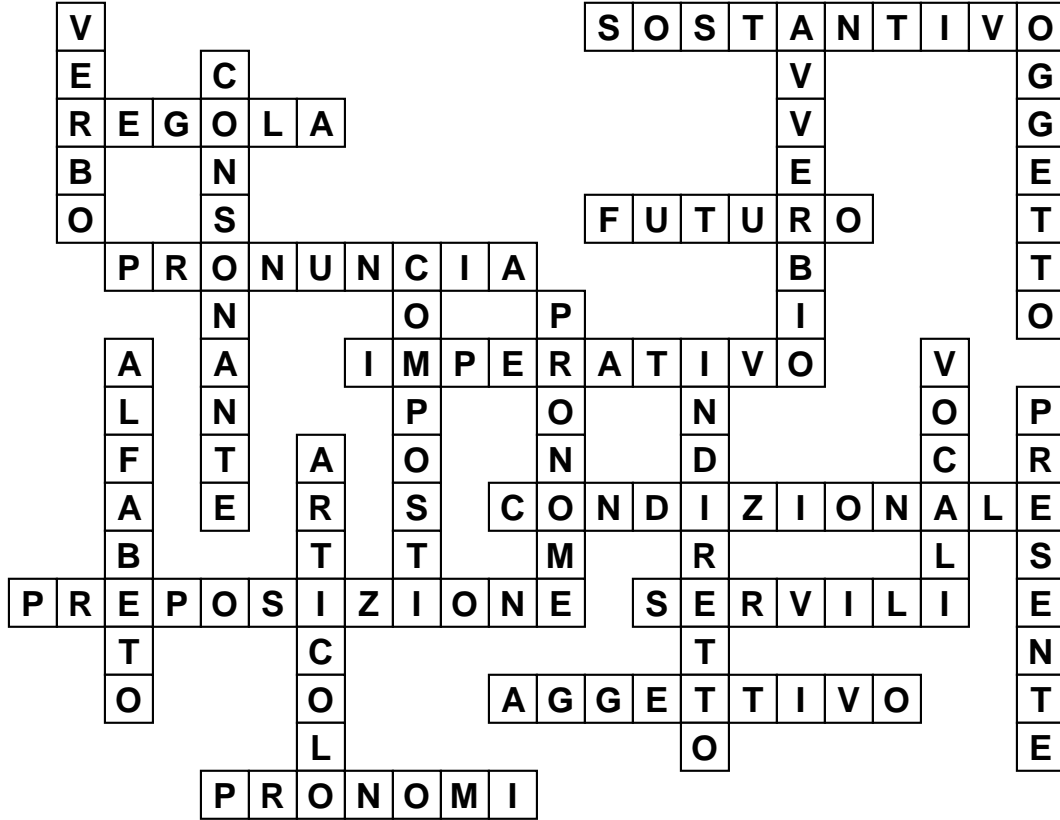 VERBO
SOSTANTIVO
AVVERBIO
OGGETTO
CONSONANTE
REGOLA
FUTURO
PRONUNCIA
COMPOSTI
PRONOME
ALFABETO
IMPERATIVO
INDIRETTO
VOCALI
PRESENTE
ARTICOLO
CONDIZIONALE
PREPOSIZIONE
SERVILI
AGGETTIVO
PRONOMI